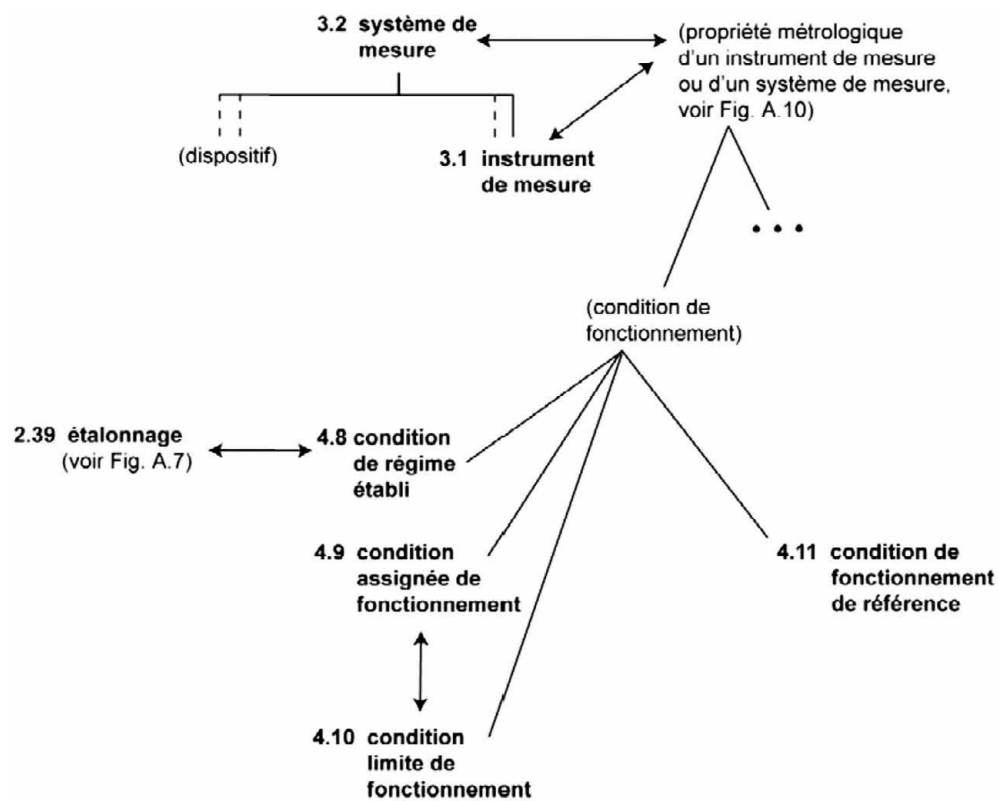 3.2 système de
mesure
(propriété métrologique
d'un instrument de mesure
ou d'un système de mesure,
voir Fig. A.10)
(dispositif)
3.1 instrument
de mesure
• • •
(condition de
fonctionnement)
2.39 étalonnage
(voir Fig. A.7)
4.8 condition
de régime
établi
4.9 condition
assignée de
fonctionnement
4.11 condition de
fonctionnement
de référence
4.10 condition
limite de
fonctionnement